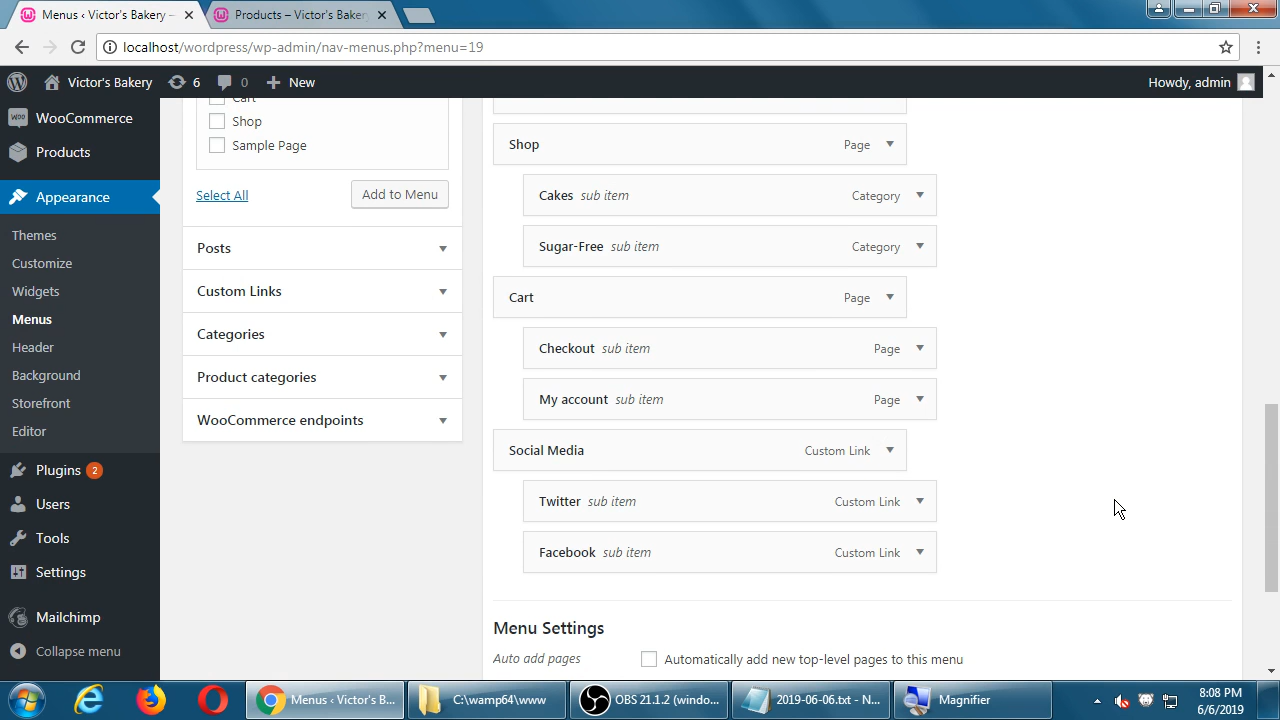 Menus ‹ Victor's Bakery –
Products – Victor's Bakery
localhost/wordpress/wp-admin/nav-menus.php?menu=19
Victor's Bakery
6
0
New
Howdy, admin
WooCommerce
Products
Appearance
Themes
Customize
Widgets
Menus
Header
Background
Storefront
Editor
Plugins 2
Users
Tools
Settings
Mailchimp
Collapse menu
Cart
Shop
Sample Page
Select All
Add to Menu
Posts
Custom Links
Categories
Product categories
WooCommerce endpoints
Shop Page
Cakes sub item Category
Sugar-Free sub item Category
Cart Page
Checkout sub item Page
My account sub item Page
Social Media Custom Link
Twitter sub item Custom Link
Facebook sub item Custom Link
Menu Settings
Auto add pages
Automatically add new top-level pages to this menu
Menus ‹ Victor's B...
C:\wamp64\www
OBS 21.1.2 (windo...
2019-06-06.txt - N...
Magnifier
8:08 PM
6/6/2019